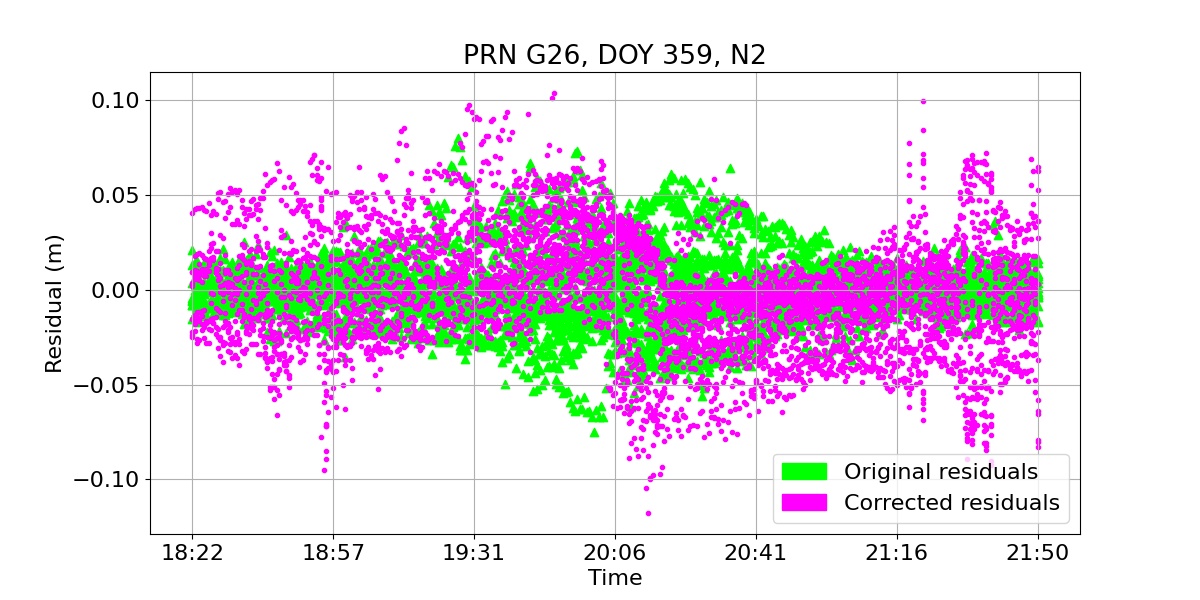 PRN G26, DOY 359, N2
Residual (m)
0.10
0.05
0.00
−0.05
−0.10
Original residuals
Corrected residuals
18:22 18:57 19:31 20:06 20:41 21:16 21:50
Time